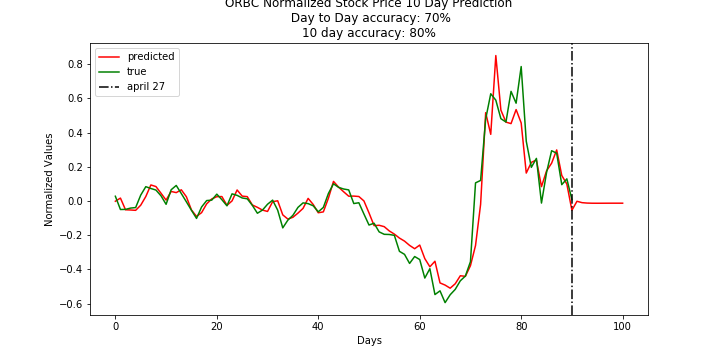 ORBC Normalized Stock Price 10 Day Prediction
Day to Day accuracy: 70%
10 day accuracy: 80%
predicted
true
april 27
Normalized Values
0.8
0.6
0.4
0.2
0.0
−0.2
−0.4
−0.6
0
20
40
60
80
100
Days